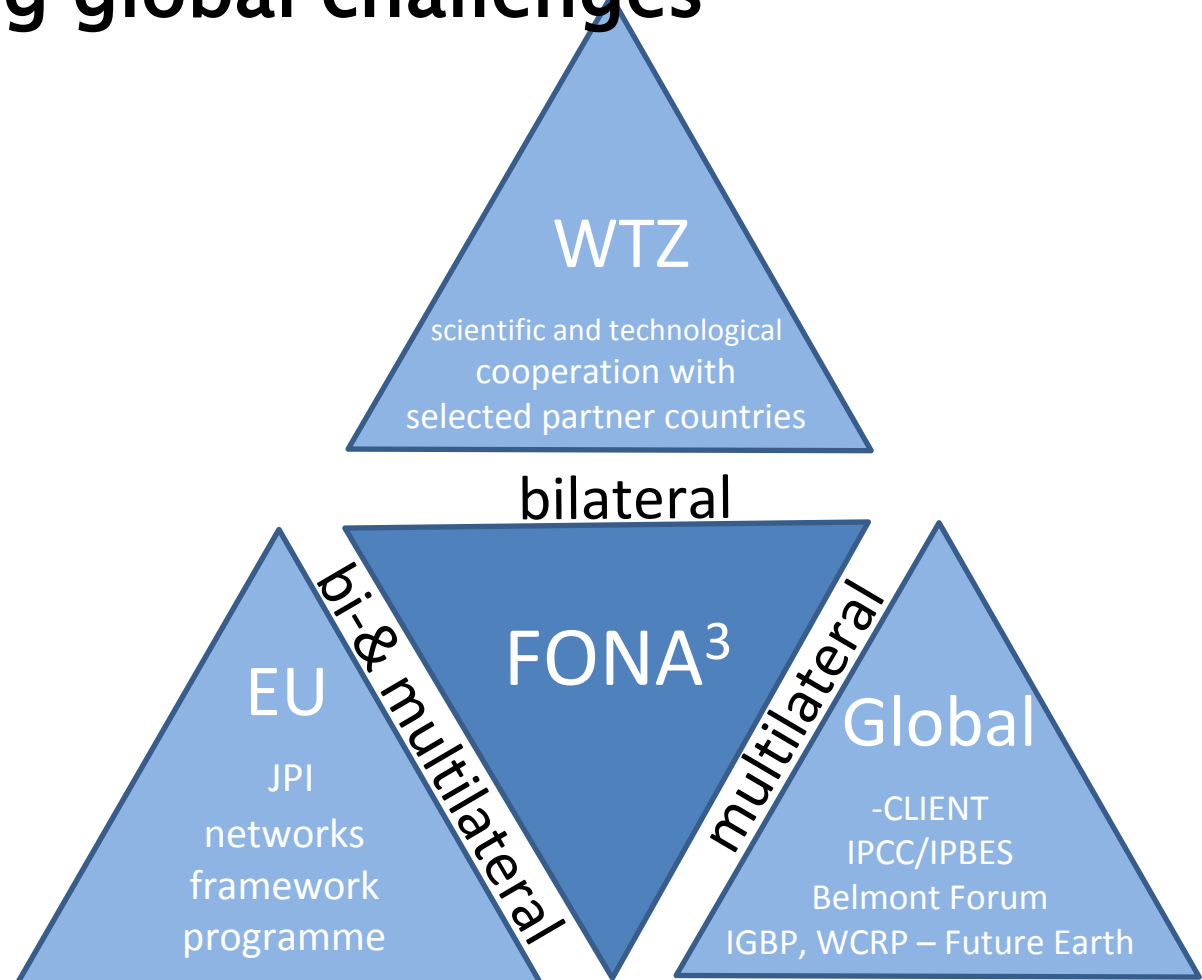 g global challenges
WTZ
scientific and technological
cooperation with
selected partner countries
bilateral
bi-& multilateral
FONA³
multilateral
EU
JPI
networks
framework
programme
Global
-CLIENT
IPCC/IPBES
Belmont Forum
IGBP, WCRP – Future Earth